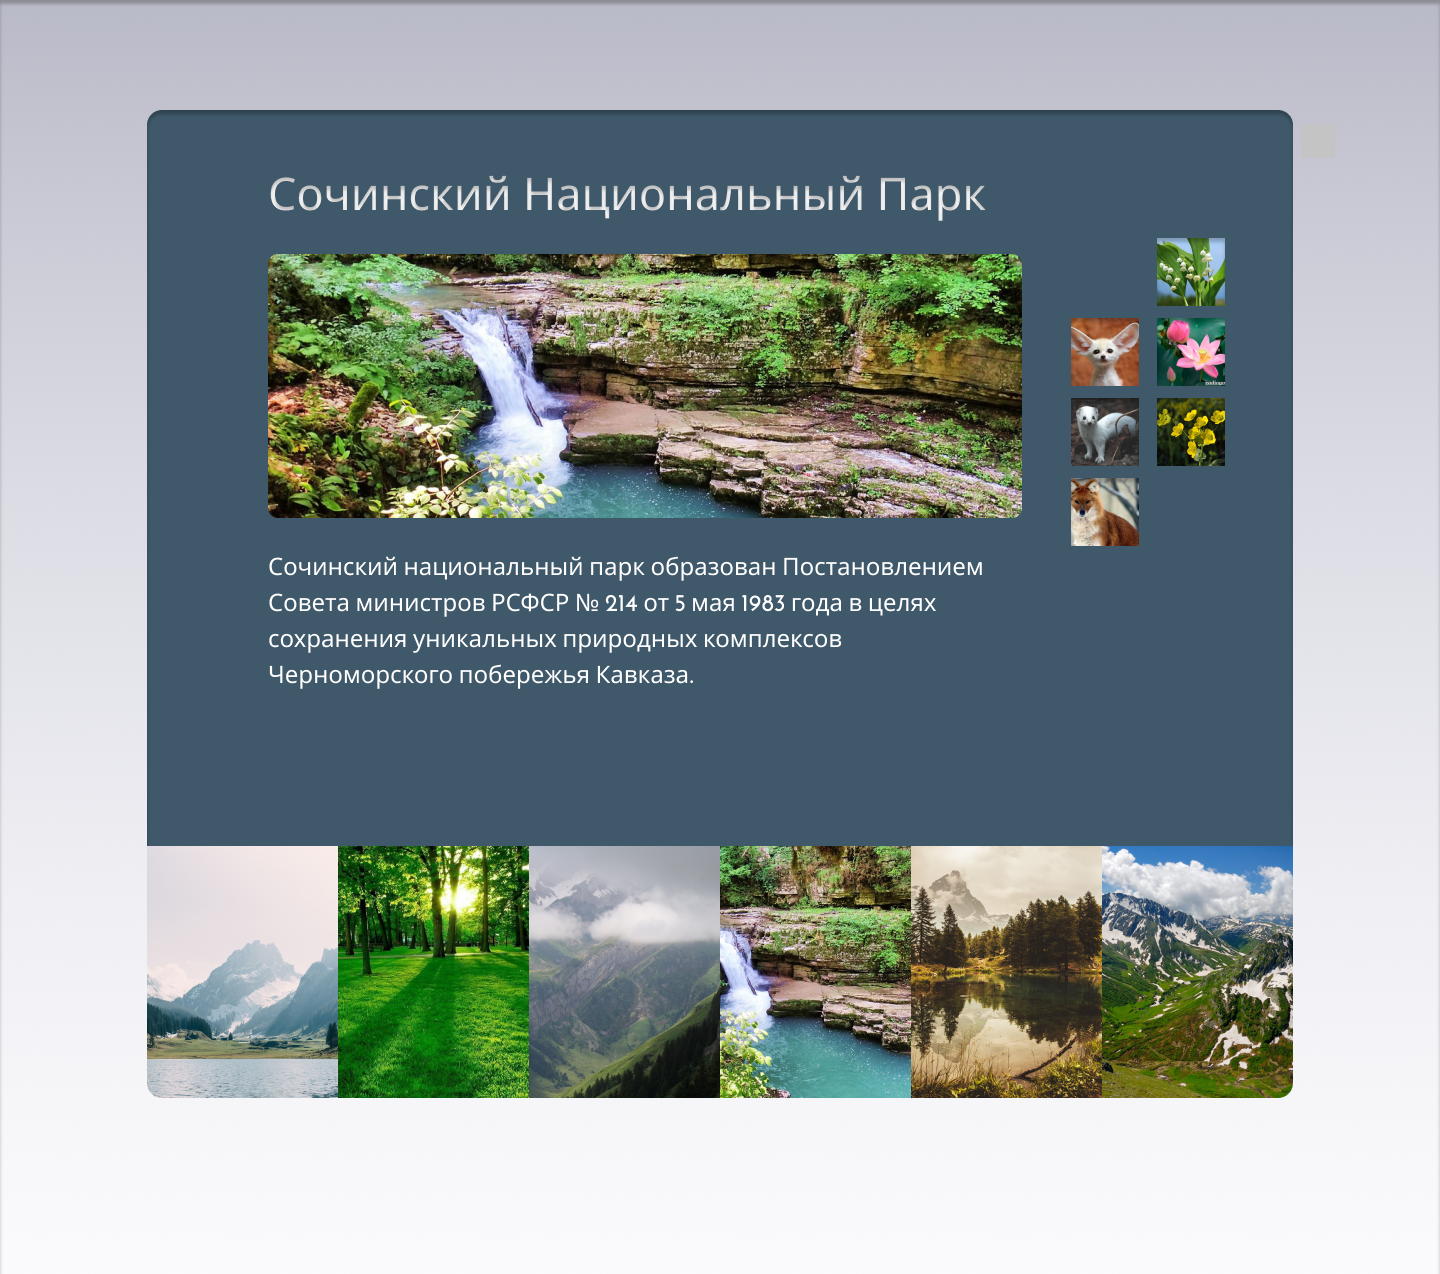 Сочинский Национальный Парк
Сочинский национальный парк образован Постановлением
Совета министров РСФСР № 214 от 5 мая 1983 года в целях
сохранения уникальных природных комплексов
Черноморского побережья Кавказа.